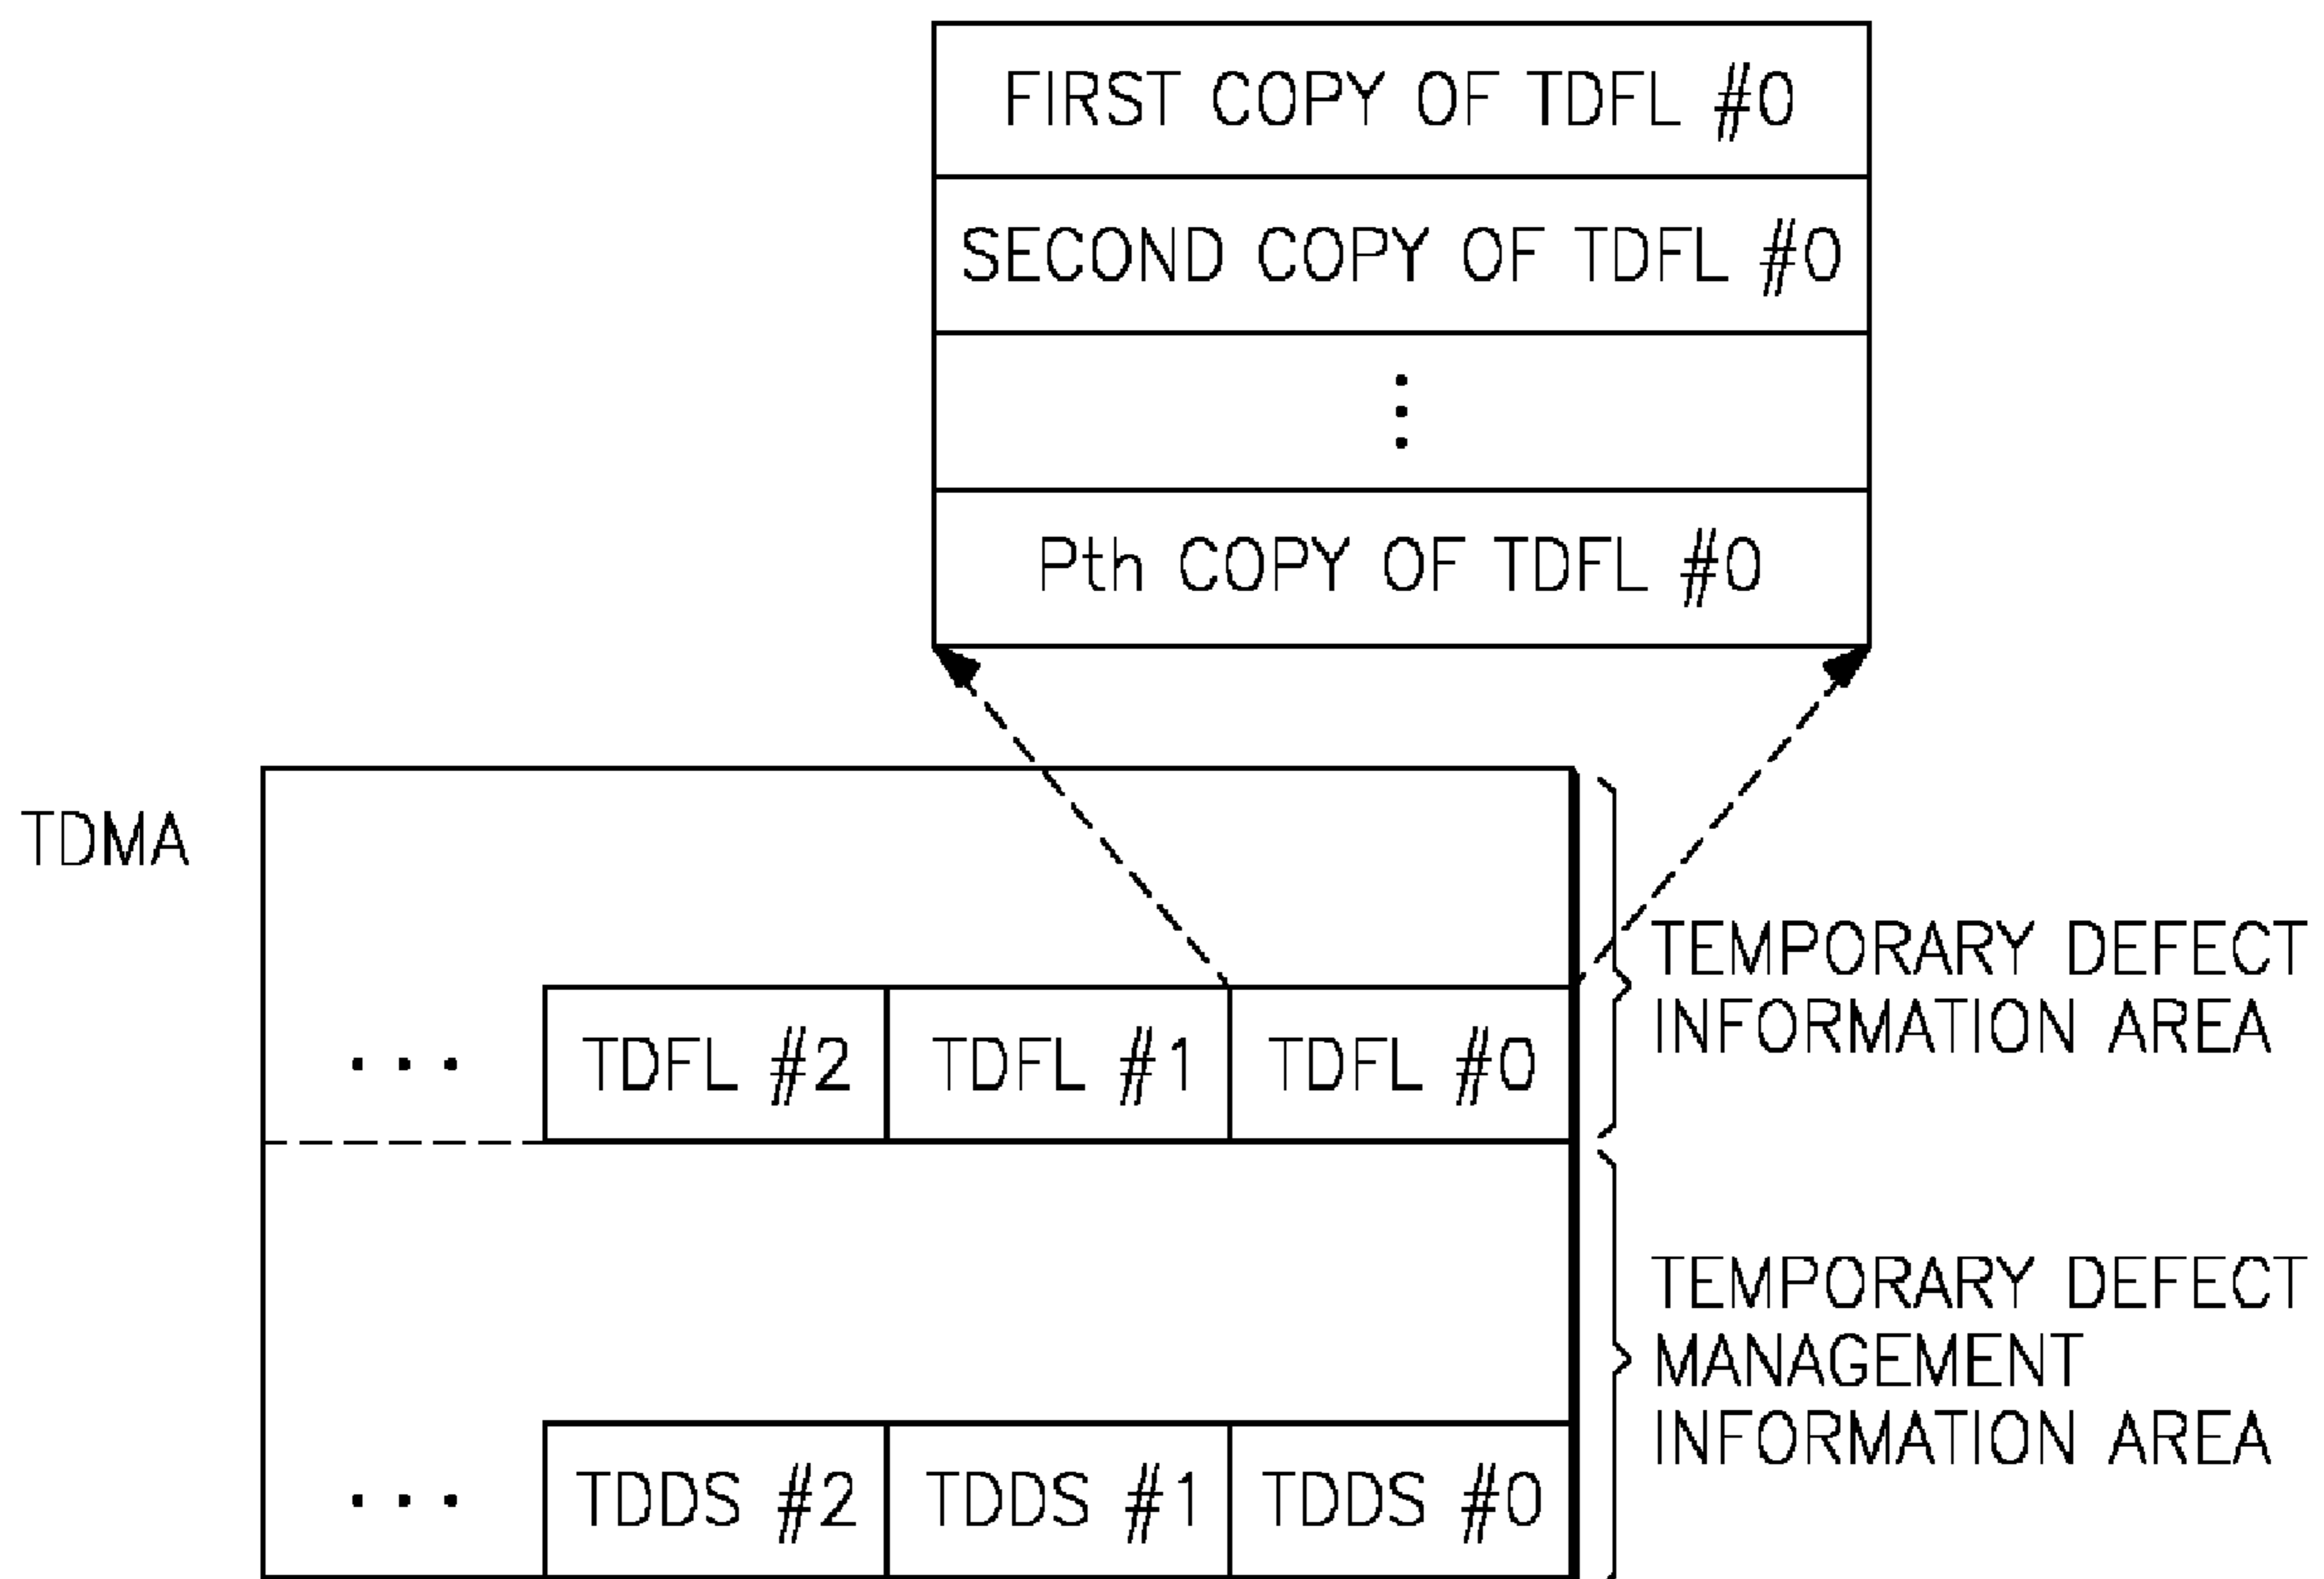 FIRST COPY OF TDFL #0
SECOND COPY OF TDFL #0
Pth COPY OF TDFL #0
TDMA
TEMPORARY DEFECT
INFORMATION AREA
... TDFL #2 TDFL #1 TDFL #0
TEMPORARY DEFECT
MANAGEMENT
INFORMATION AREA
... TDDS #2 TDDS #1 TDDS #0